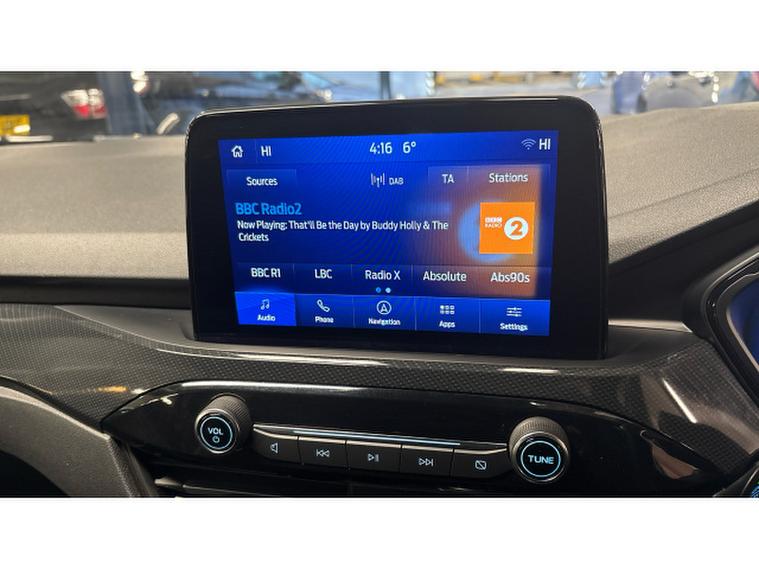 HI 4:16 6° HI
Sources DAB TA Stations
BBC Radio2
Now Playing: That'll Be the Day by Buddy Holly & The
Crickets
BBC
RADIO 2
BBC R1 LBC Radio X Absolute Abs90s
Audio Phone Navigation Apps Settings
VOL TUNE